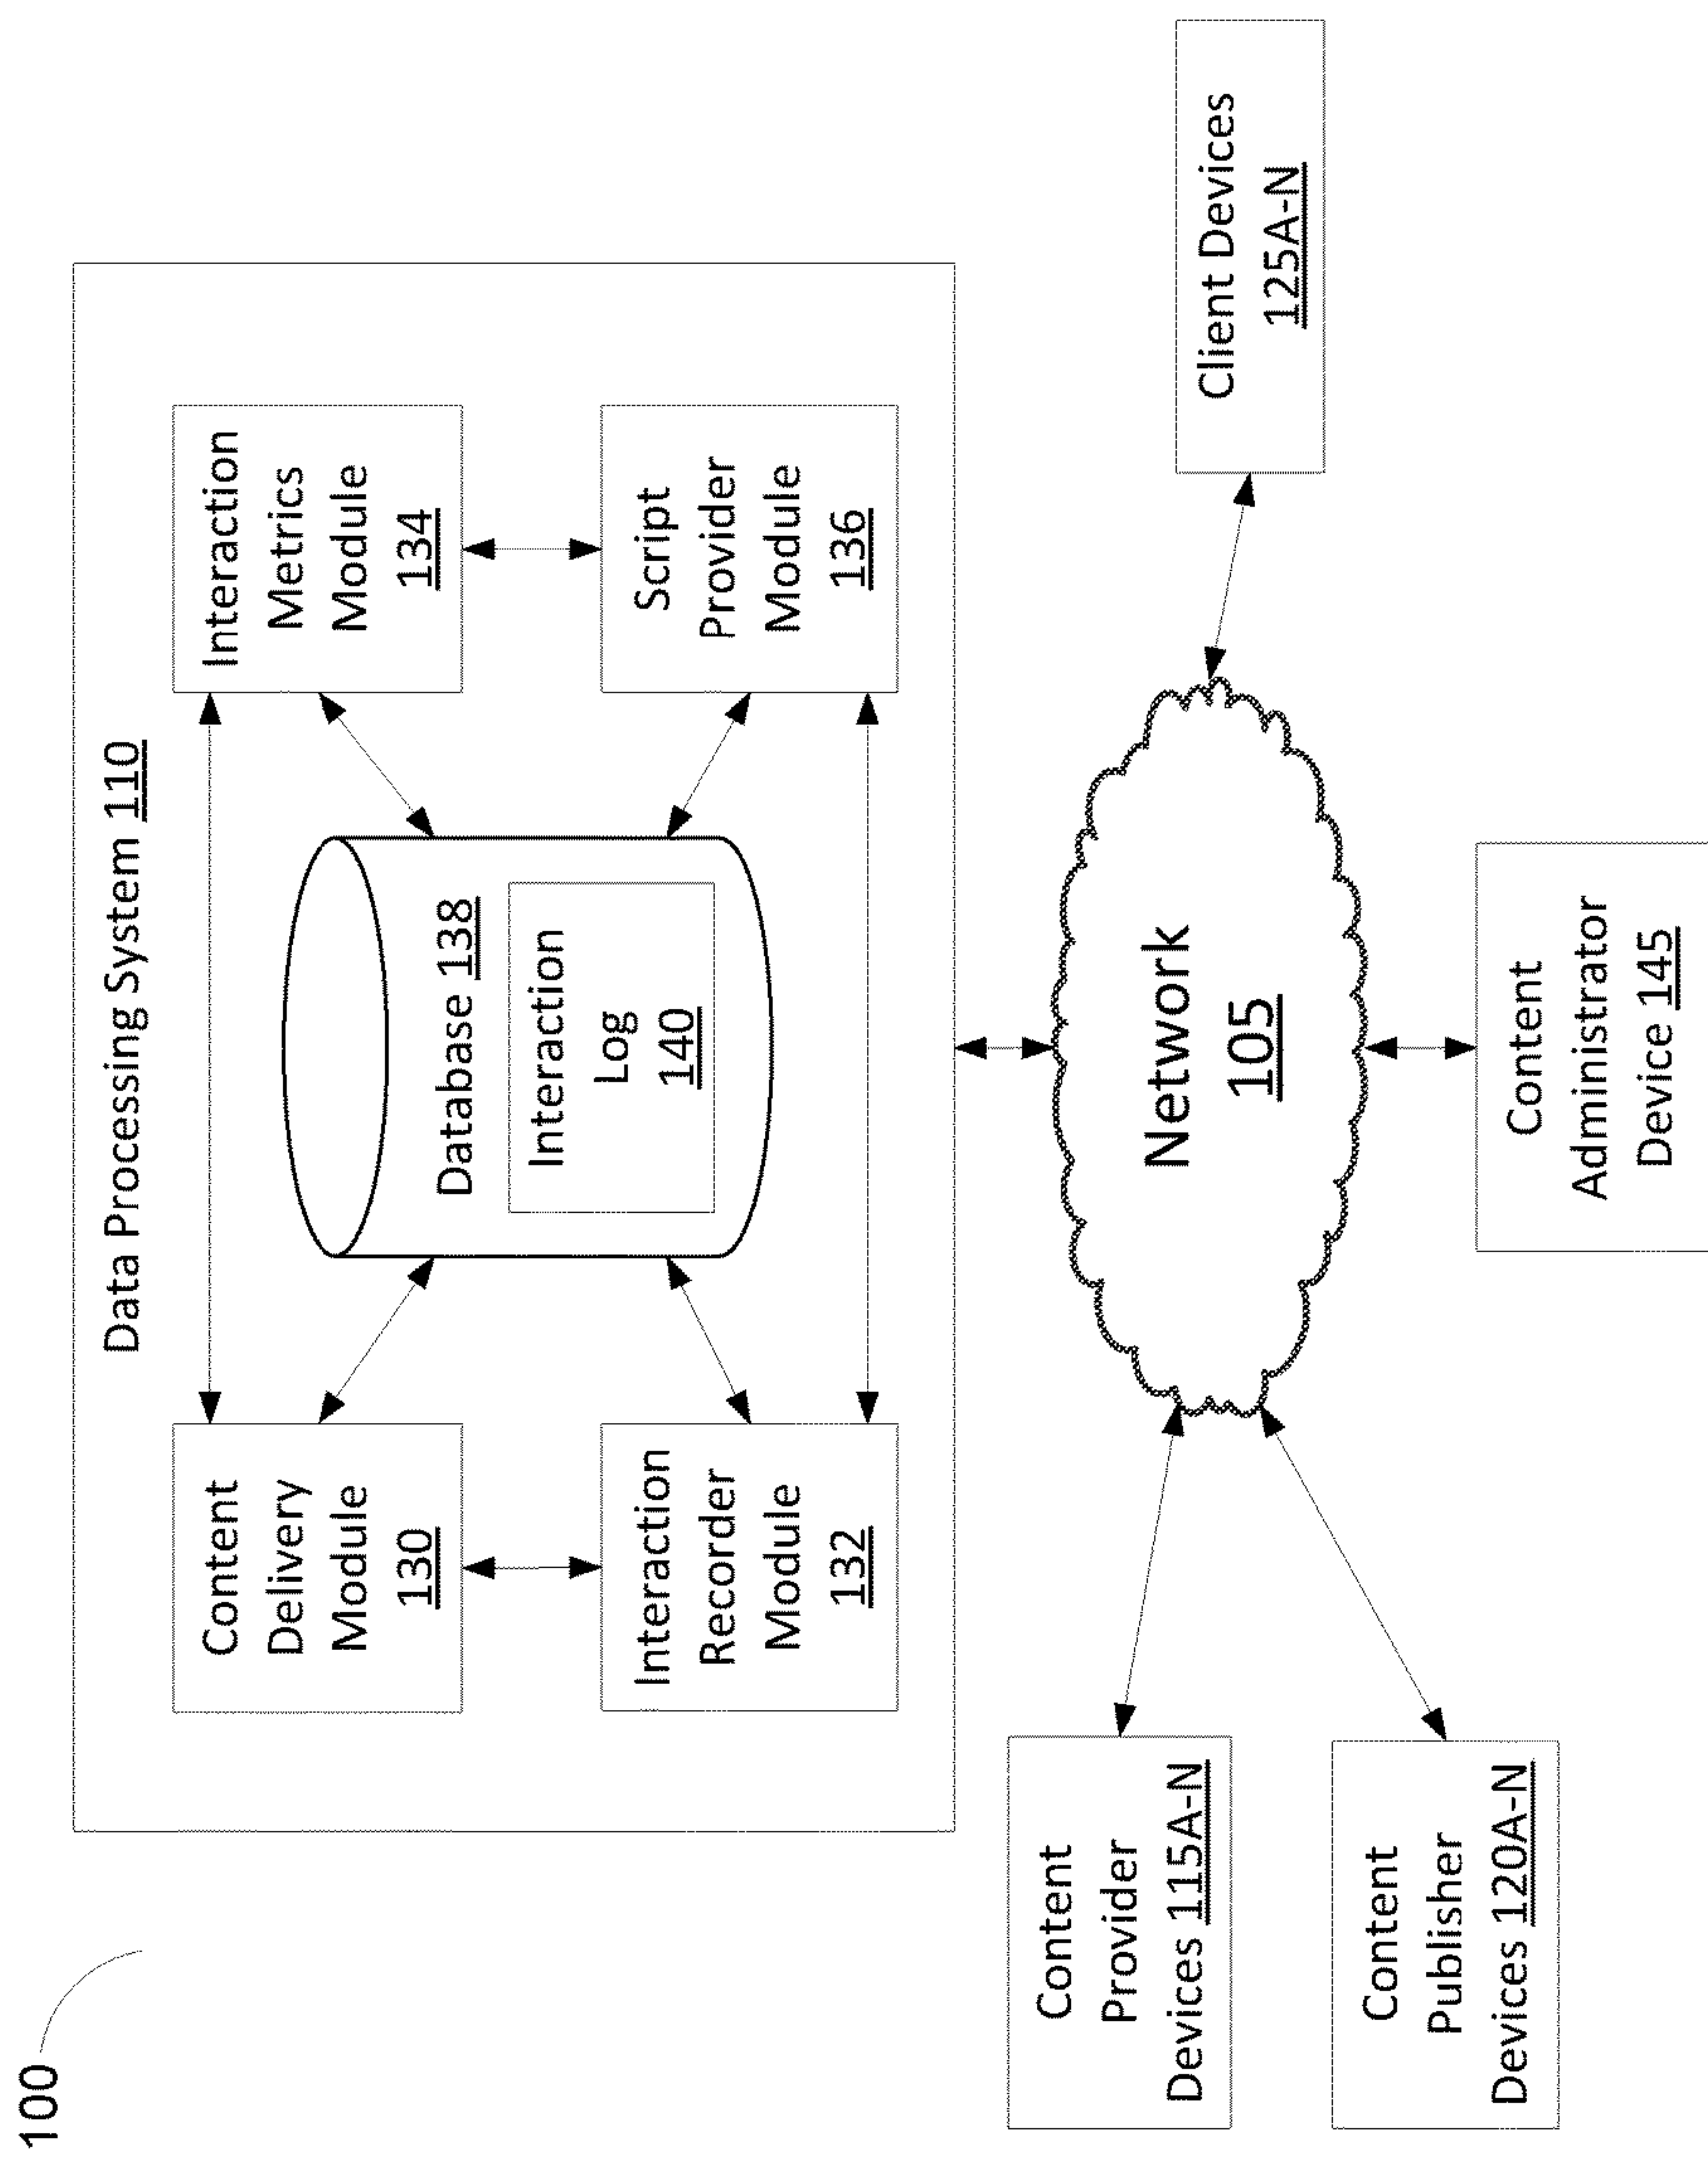 100
Data Processing System 110
Content
Delivery
Module
130
Interaction
Metrics
Module
134
Database 138
Interaction
Log
140
Interaction
Recorder
Module
132
Script
Provider
Module
136
Content
Provider
Devices 115A-N
Network
105
Client Devices
125A-N
Content
Publisher
Devices 120A-N
Content
Administrator
Device 145